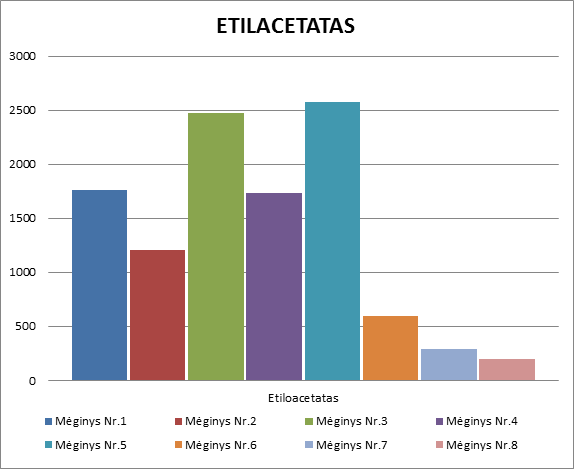 ETILACETATAS
3000
2500
2000
1500
1000
500
0
Etiloacetatas
Mėginys Nr.1 Mėginys Nr.2 Mėginys Nr.3 Mėginys Nr.4
Mėginys Nr.5 Mėginys Nr.6 Mėginys Nr.7 Mėginys Nr.8